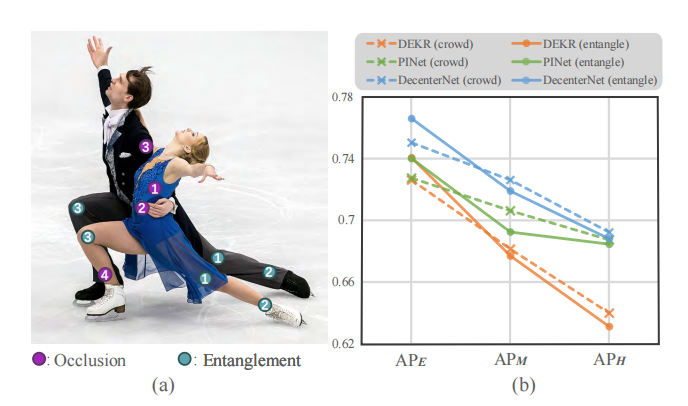 DEKR (crowd) DEKR (entangle)
PINet (crowd) PINet (entangle)
DecenterNet (crowd) DecenterNet (entangle)
0.78
0.74
0.7
0.66
0.62
3
1
2
3
3
4
1
2
1
2
APE APM APH
: Occlusion : Entanglement
(a) (b)